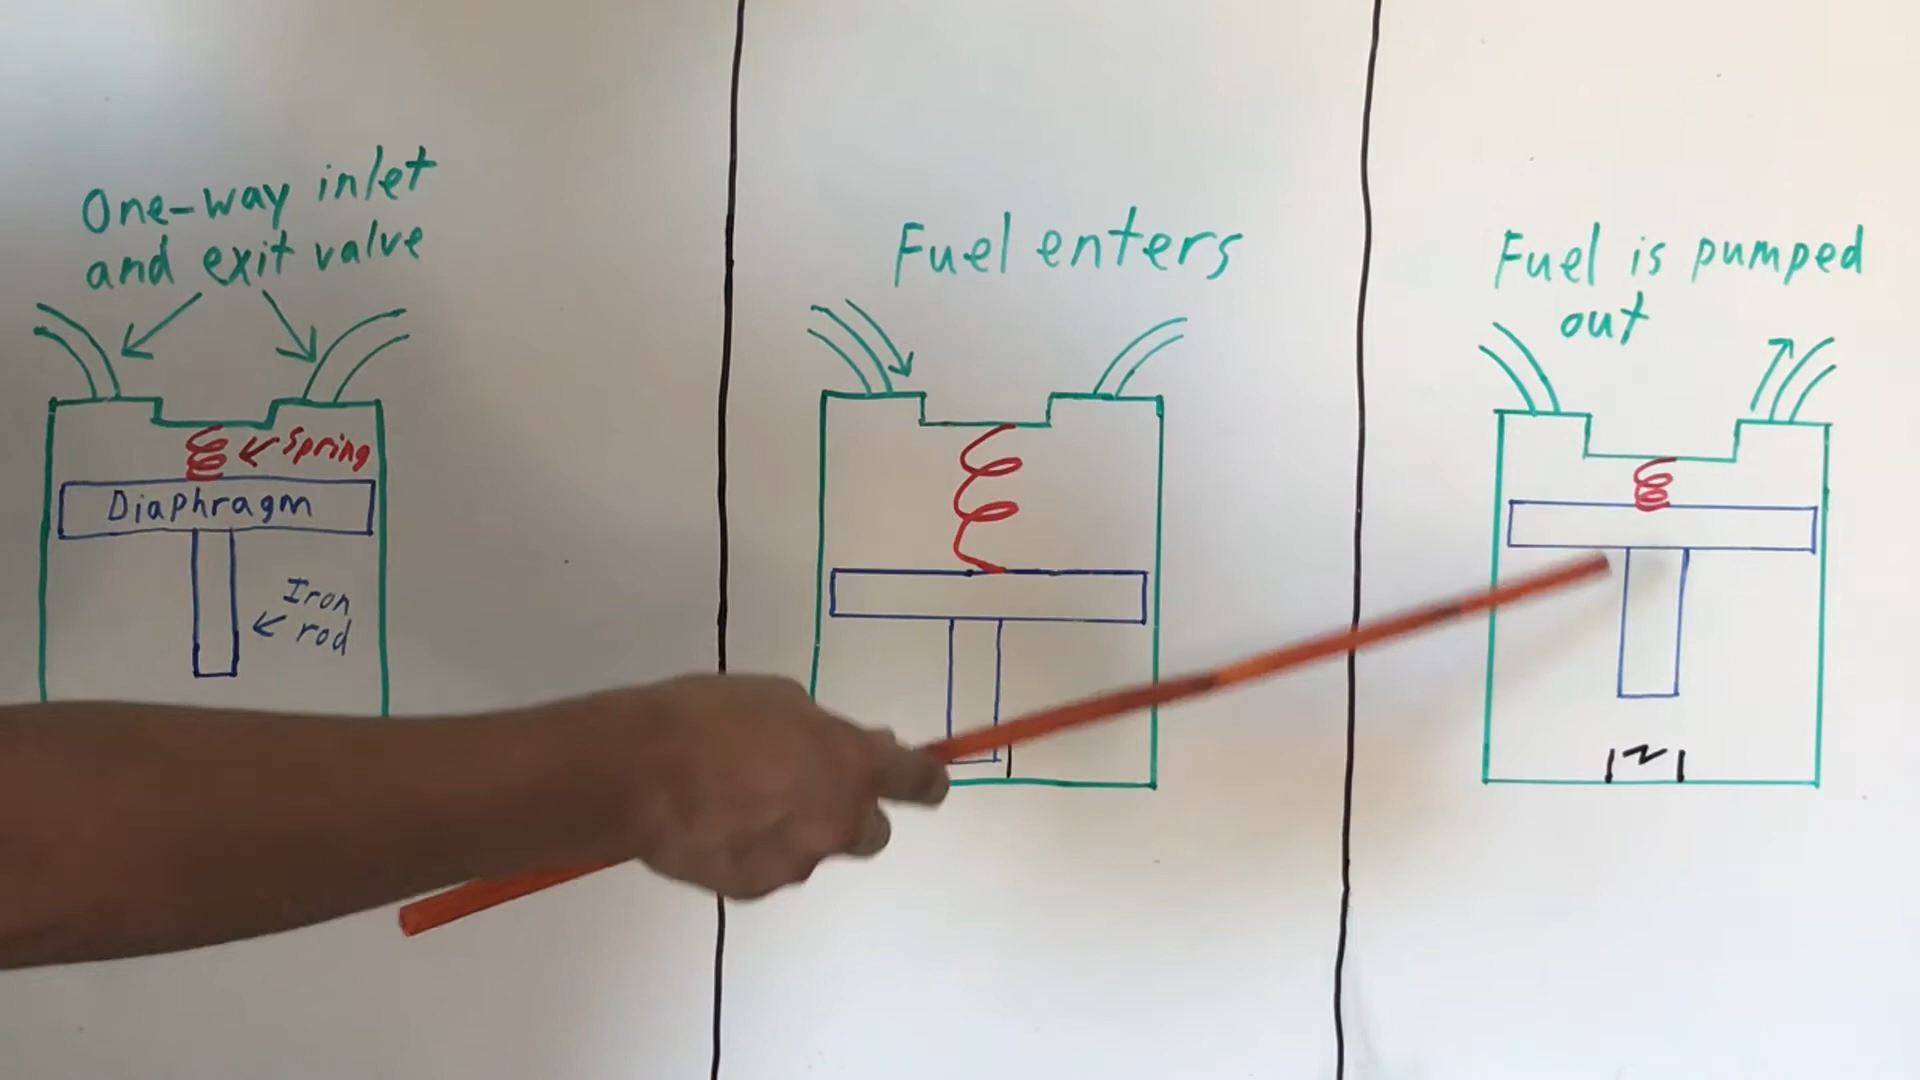 One-way inlet
and exit valve
Spring
Diaphragm
Iron
rod
Fuel enters
Fuel is pumped
out